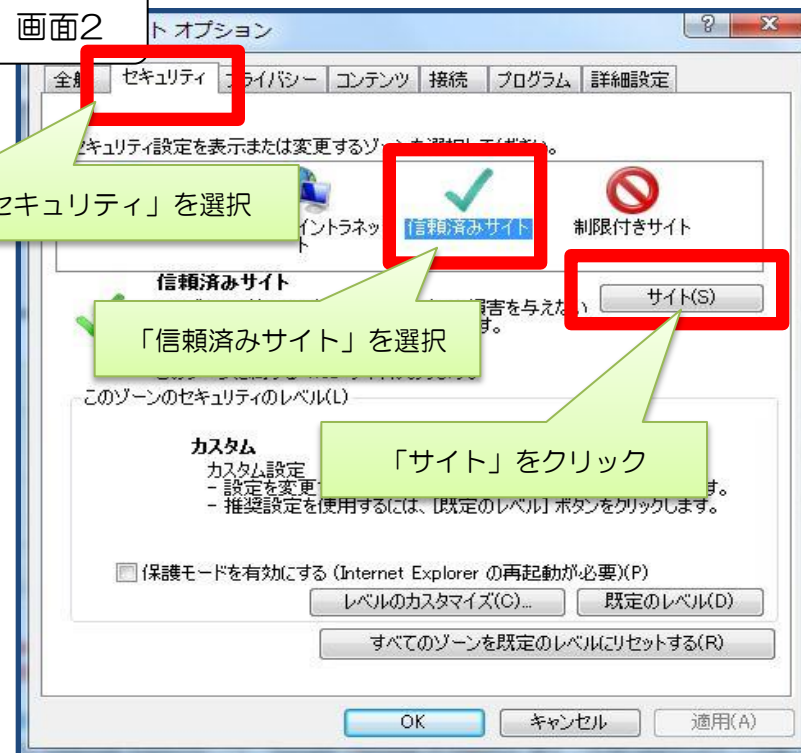 画面2
ト オプション
セキュリティ プライバシー コンテンツ 接続 プログラム 詳細設定
セキュリティ設定を表示または変更する
セキュリティ」を選択
イントラネッ
ト
信頼済みサイト
制限付きサイト
信頼済みサイト
害を与えない
す。
サイト(S)
「信頼済みサイト」を選択
このゾーンのセキュリティのレベル(L)
「サイト」をクリック
カスタム
カスタム設定
- 設定を変更
す。
- 推奨設定を使用するには、[既定のレベル] ボタンをクリックします。
保護モードを有効にする (Internet Explorer の再起動が必要)(P)
レベルのカスタマイズ(C)... 既定のレベル(D)
すべてのゾーンを既定のレベルにリセットする(R)
OK キャンセル 適用(A)